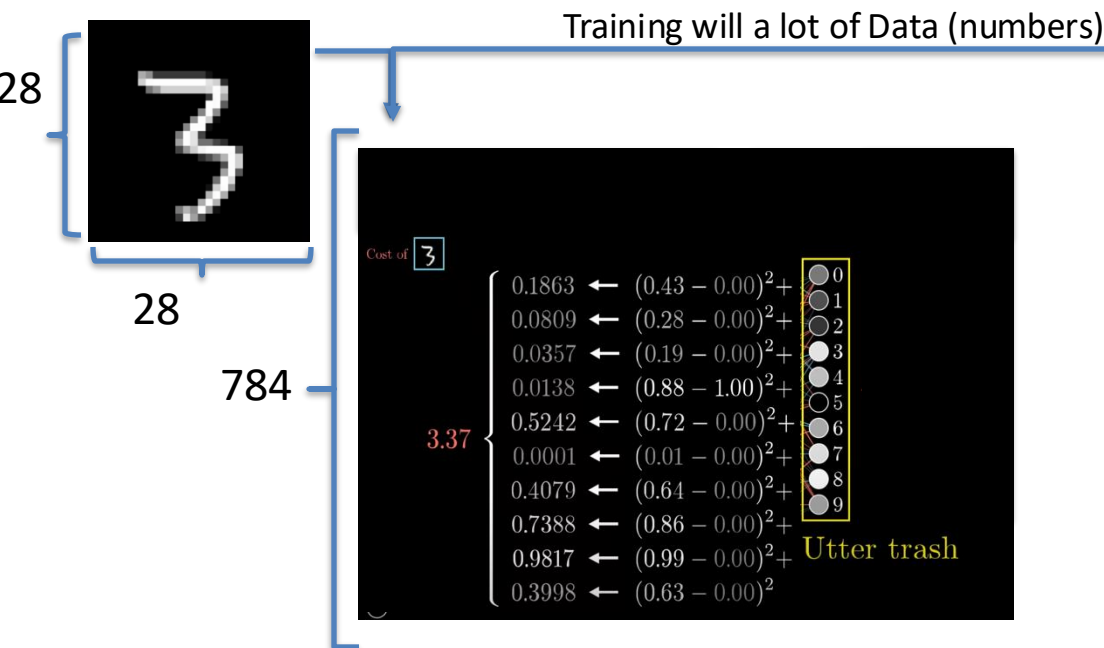 Training will a lot of Data (numbers)
28
28
784
Cost of 3
0.1863 ← (0.43 – 0.00)²+ 0
0.0809 ← (0.28 – 0.00)²+ 1
0.0357 ← (0.19 – 0.00)²+ 2
0.0138 ← (0.88 – 1.00)²+ 3
0.5242 ← (0.72 – 0.00)²+ 4
3.37
0.0001 ← (0.01 – 0.00)²+ 5
0.4079 ← (0.64 – 0.00)²+ 6
0.7388 ← (0.86 – 0.00)²+ 7
0.9817 ← (0.99 – 0.00)²+ 8
0.3998 ← (0.63 – 0.00)² 9
Utter trash